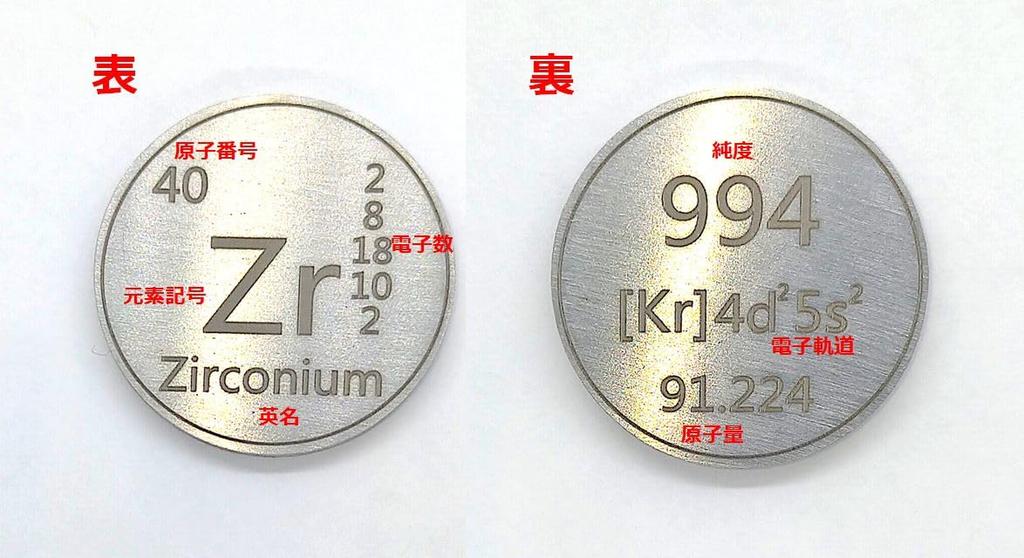 表
原子番号
40
2
8
18
10
2
電子数
元素記号
Zr
Zirconium
英名
裏
純度
994
[Kr]4d²5s²
電子軌道
91.224
原子量